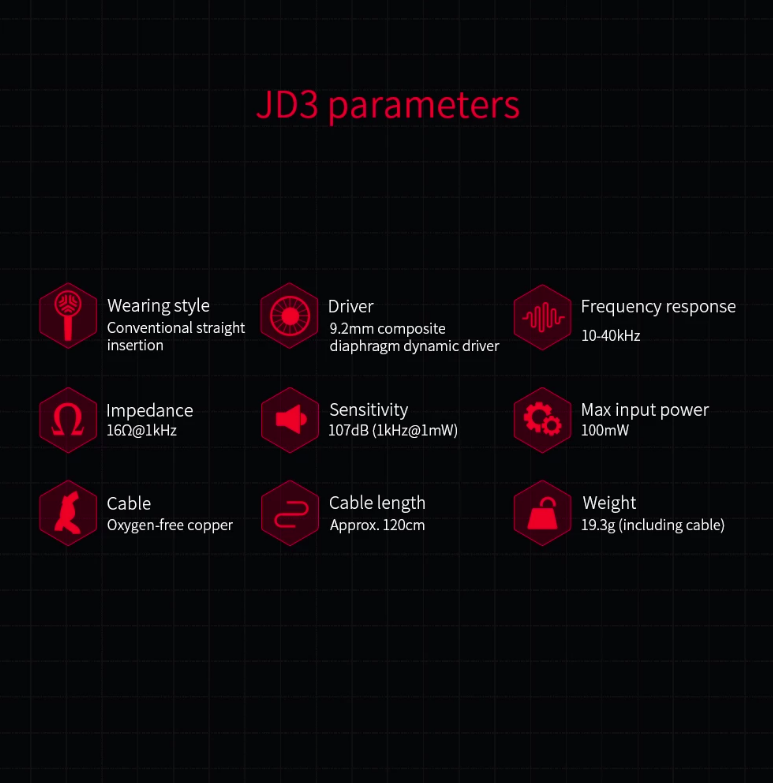 JD3 parameters
Wearing style
Conventional straight
insertion
Driver
9.2mm composite
diaphragm dynamic driver
Frequency response
10-40kHz
Impedance
16Ω@1kHz
Sensitivity
107dB (1kHz@1mW)
Max input power
100mW
Cable
Oxygen-free copper
Cable length
Approx. 120cm
Weight
19.3g (including cable)